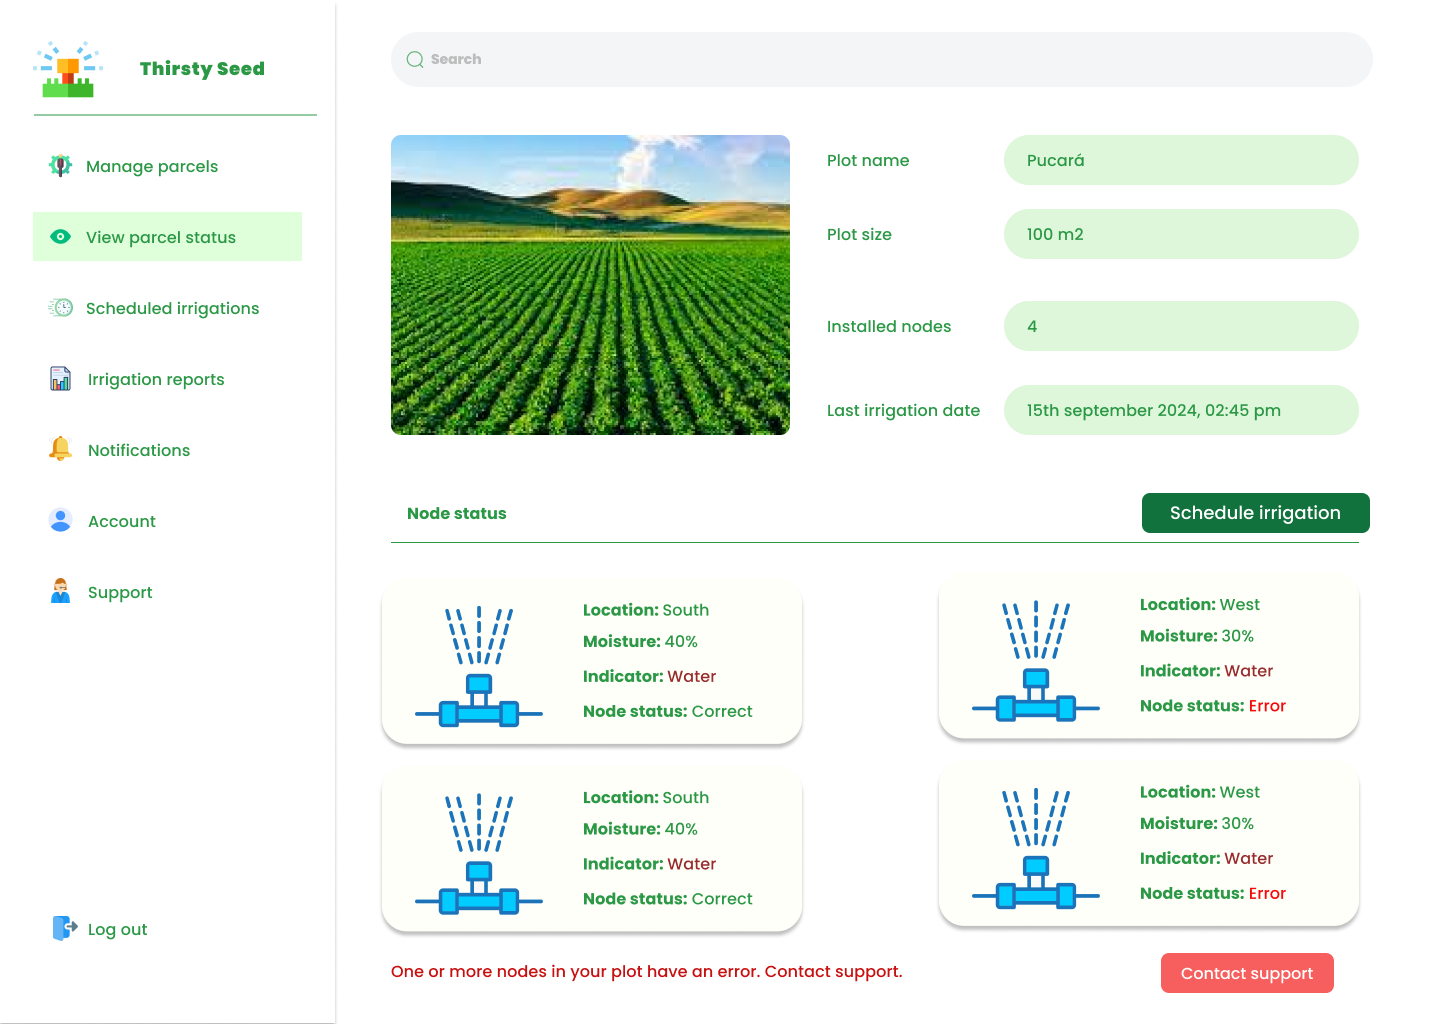 Thirsty Seed
Manage parcels
View parcel status
Scheduled irrigations
Irrigation reports
Notifications
Account
Support
Log out
Search
Plot name
Pucará
Plot size
100 m2
Installed nodes
4
Last irrigation date
15th september 2024, 02:45 pm
Node status
Schedule irrigation
Location: South
Moisture: 40%
Indicator: Water
Node status: Correct
Location: West
Moisture: 30%
Indicator: Water
Node status: Error
Location: South
Moisture: 40%
Indicator: Water
Node status: Correct
Location: West
Moisture: 30%
Indicator: Water
Node status: Error
One or more nodes in your plot have an error. Contact support.
Contact support